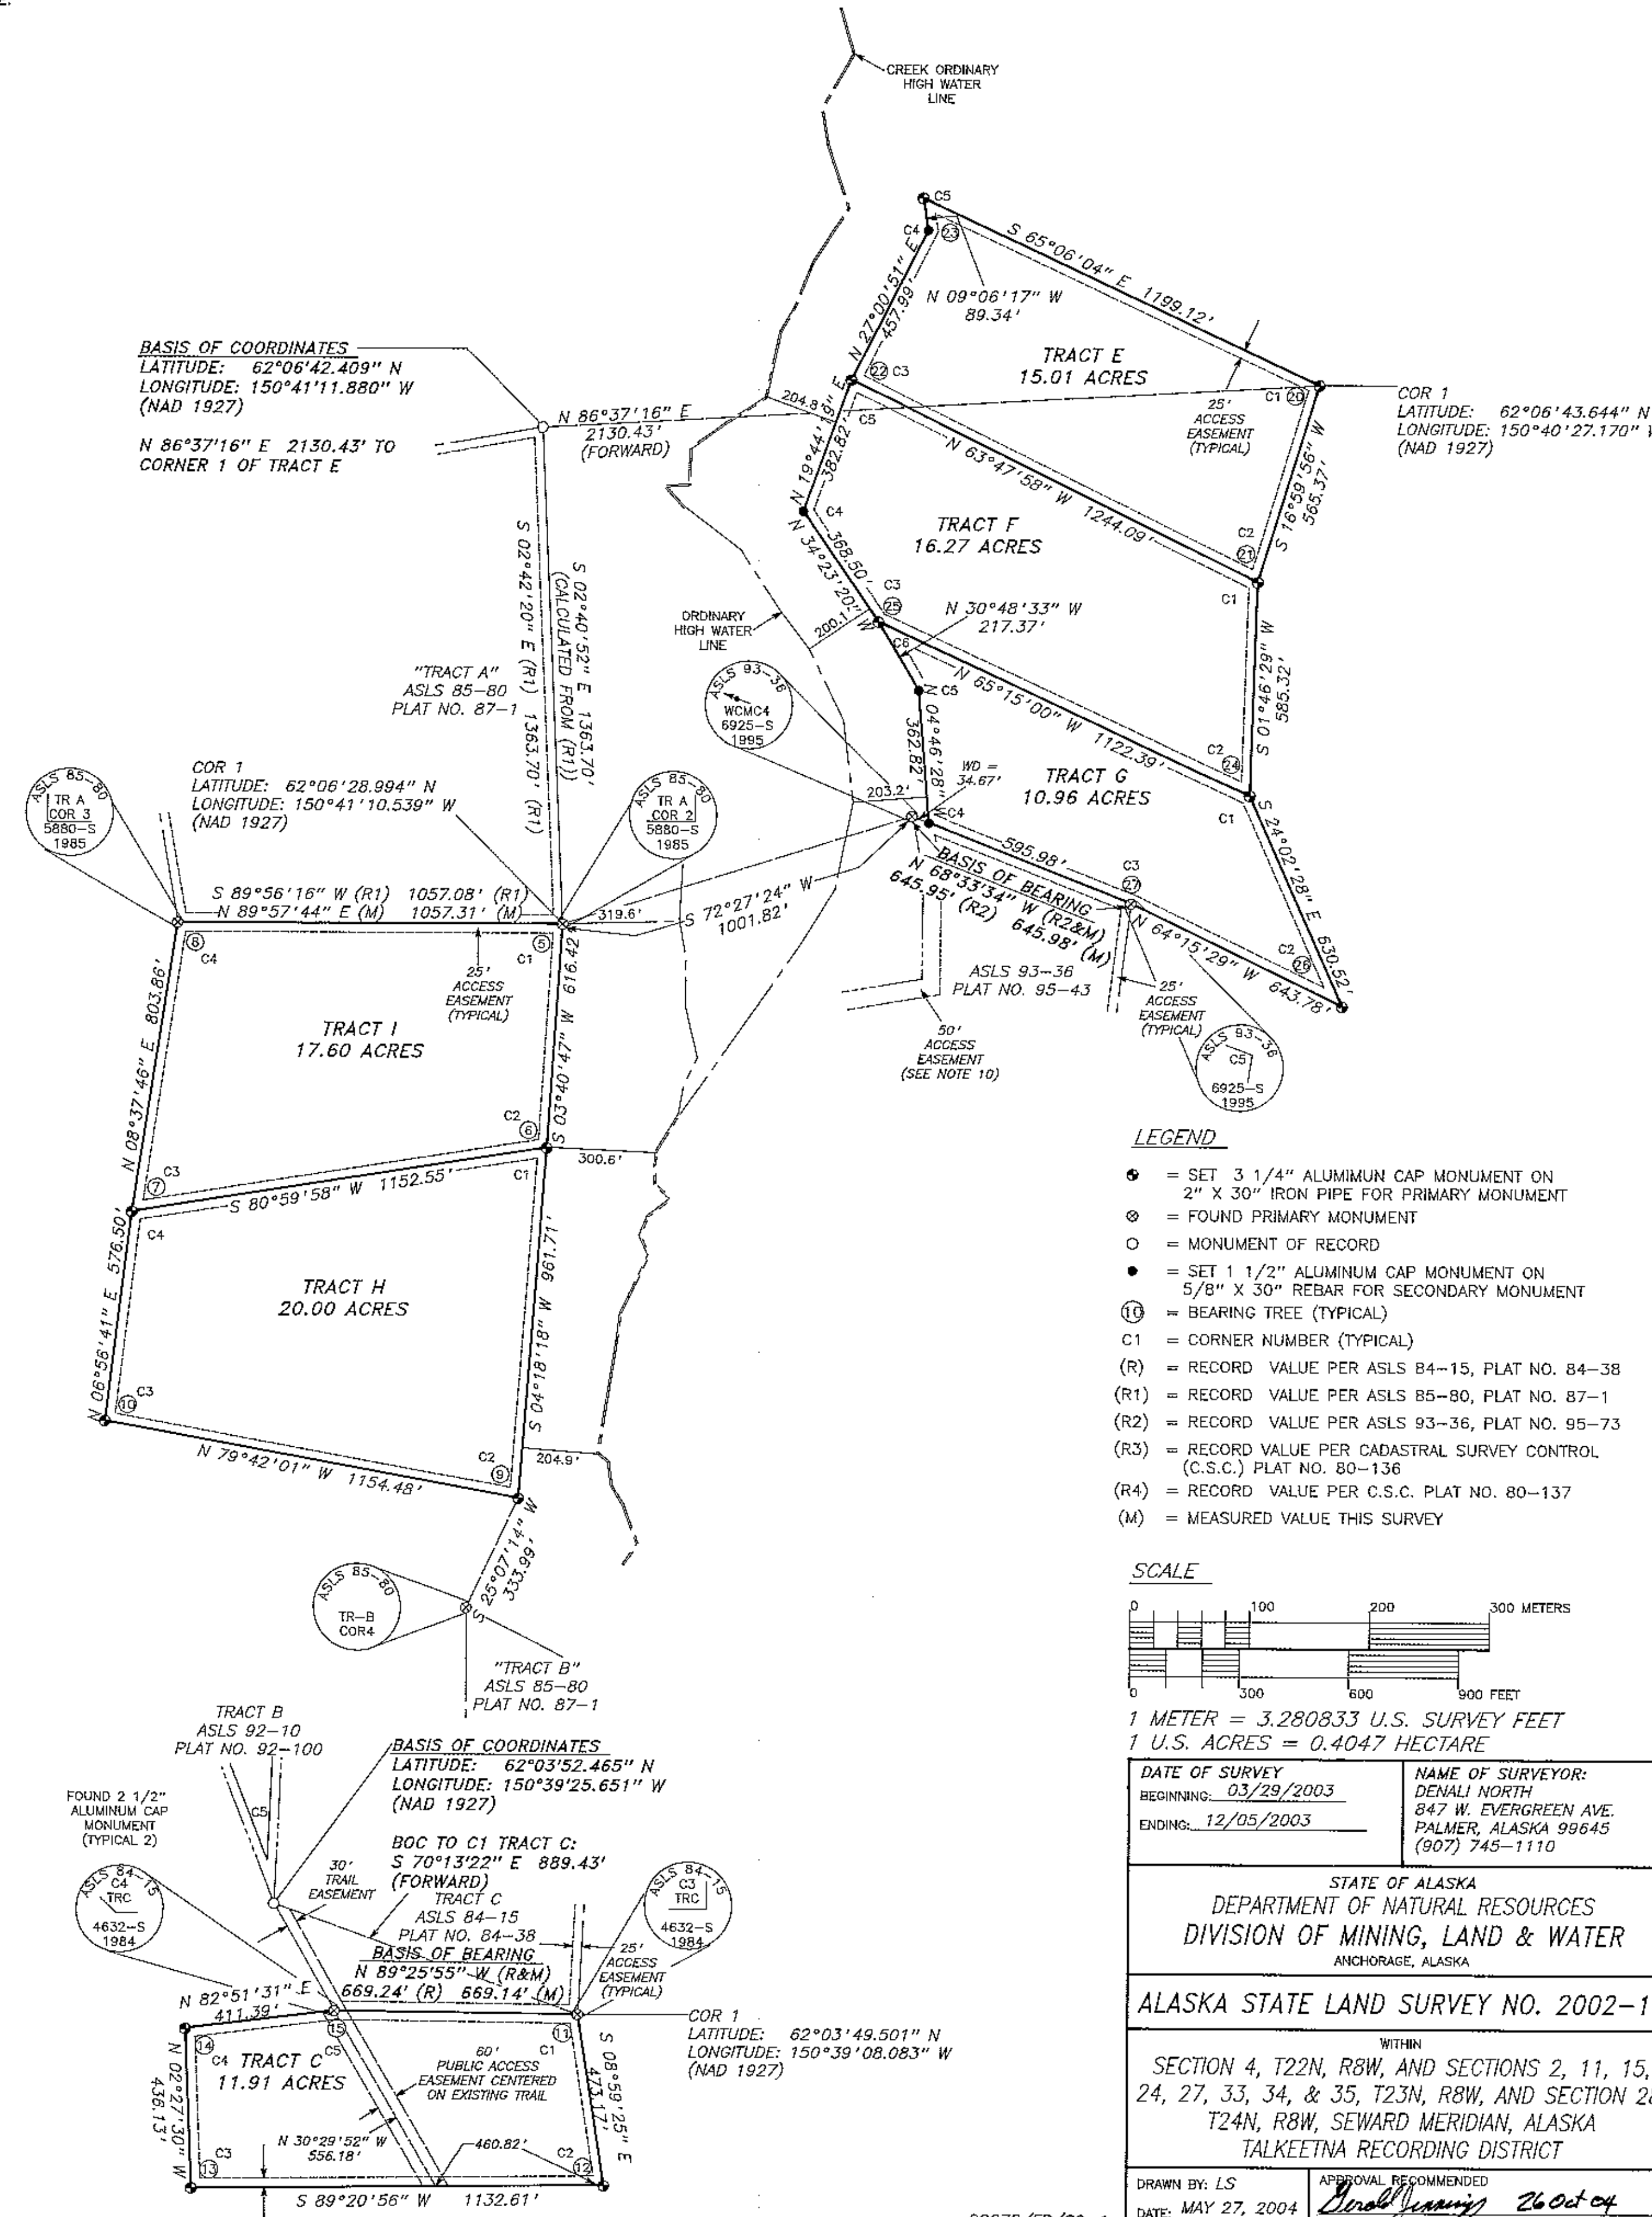 CREEK ORDINARY
HIGH WATER
LINE
C5
C4
23
S 65°06'04" E 1199.12'
N 27°00'51" E
457.99'
N 09°06'17" W
89.34'
TRACT E
15.01 ACRES
BASIS OF COORDINATES
LATITUDE: 62°06'42.409" N
LONGITUDE: 150°41'11.880" W
(NAD 1927)
N 86°37'16" E 2130.43' TO
CORNER 1 OF TRACT E
22 C3
C1 20
25'
ACCESS
EASEMENT
(TYPICAL)
COR 1
LATITUDE: 62°06'43.644" N
LONGITUDE: 150°40'27.170"
(NAD 1927)
N 86°37'16" E
2130.43'
(FORWARD)
204.8'
C5
N 19°44'19" E
382.82'
N 63°47'58" W 1244.09'
S 16°59'56" W
565.37'
C2
21
C4
TRACT F
16.27 ACRES
N 34°23'20" W
368.50'
C3
25
C1
S 02°42'20" E (R1) 1363.70' (R1)
S 02°40'52" E 1363.70'
(CALCULATED FROM (R1))
ORDINARY
HIGH WATER
LINE
200.1'
N 30°48'33" W
217.37'
C6
C5
N 65°15'00" W 1122.39'
S 01°46'29" W
585.32'
"TRACT A"
ASLS 85-80
PLAT NO. 87-1
ASLS 93-36
WCMC4
6925-S
1995
N 04°46'28" W
362.82'
C2
24
C1
WD =
34.67'
TRACT G
10.96 ACRES
203.2'
C4
ASLS 85-80
TR A
COR 3
5880-S
1985
COR 1
LATITUDE: 62°06'28.994" N
LONGITUDE: 150°41'10.539" W
(NAD 1927)
ASLS 85-80
TR A
COR 2
5880-S
1985
S 24°02'28" E 630.52'
595.98'
C3
27
BASIS OF BEARING
N 68°33'34" W (R2&M)
645.95' (R2) 645.98' (M)
S 89°56'16" W (R1) 1057.08' (R1)
N 89°57'44" E (M) 1057.31' (M)
319.6'
S 72°27'24" W
1001.82'
N 64°15'29" W 643.78'
C2
26
8
C4
5
C1
25'
ACCESS
EASEMENT
(TYPICAL)
ASLS 93-36
PLAT NO. 95-43
25'
ACCESS
EASEMENT
(TYPICAL)
50'
ACCESS
EASEMENT
(SEE NOTE 10)
ASLS 93-36
C5
6925-S
1995
N 08°37'46" E 803.86'
TRACT I
17.60 ACRES
S 03°40'47" W 616.42
C2
6
C3
7
300.6'
S 80°59'58" W 1152.55'
C1
C4
LEGEND
= SET 3 1/4" ALUMIMUN CAP MONUMENT ON
2" X 30" IRON PIPE FOR PRIMARY MONUMENT
= FOUND PRIMARY MONUMENT
= MONUMENT OF RECORD
= SET 1 1/2" ALUMINUM CAP MONUMENT ON
5/8" X 30" REBAR FOR SECONDARY MONUMENT
10 = BEARING TREE (TYPICAL)
C1 = CORNER NUMBER (TYPICAL)
(R) = RECORD VALUE PER ASLS 84-15, PLAT NO. 84-38
(R1) = RECORD VALUE PER ASLS 85-80, PLAT NO. 87-1
(R2) = RECORD VALUE PER ASLS 93-36, PLAT NO. 95-73
(R3) = RECORD VALUE PER CADASTRAL SURVEY CONTROL
(C.S.C.) PLAT NO. 80-136
(R4) = RECORD VALUE PER C.S.C. PLAT NO. 80-137
(M) = MEASURED VALUE THIS SURVEY
N 06°56'41" E 576.50'
TRACT H
20.00 ACRES
S 04°18'18" W 961.71'
C3
10
N 79°42'01" W 1154.48'
C2
9
204.9'
S 25°07'14" W
333.99'
ASLS 85-80
TR-B
COR4
"TRACT B"
ASLS 85-80
PLAT NO. 87-1
SCALE
0 100 200 300 METERS
0 300 600 900 FEET
1 METER = 3.280833 U.S. SURVEY FEET
1 U.S. ACRES = 0.4047 HECTARE
TRACT B
ASLS 92-10
PLAT NO. 92-100
BASIS OF COORDINATES
LATITUDE: 62°03'52.465" N
LONGITUDE: 150°39'25.651" W
(NAD 1927)
FOUND 2 1/2"
ALUMINUM CAP
MONUMENT
(TYPICAL 2)
C5
BOC TO C1 TRACT C:
S 70°13'22" E 889.43'
(FORWARD)
30'
TRAIL
EASEMENT
ASLS 84-15
C4
TRC
4632-S
1984
TRACT C
ASLS 84-15
PLAT NO. 84-38
ASLS 84-15
C3
TRC
4632-S
1984
BASIS OF BEARING
N 89°25'55" W (R&M)
669.24' (R) 669.14' (M)
25'
ACCESS
EASEMENT
(TYPICAL)
N 82°51'31" E
411.39'
COR 1
LATITUDE: 62°03'49.501" N
LONGITUDE: 150°39'08.083" W
(NAD 1927)
14
C4
15
C5
11
C1
TRACT C
11.91 ACRES
60'
PUBLIC ACCESS
EASEMENT CENTERED
ON EXISTING TRAIL
S 08°59'25" E
473.17'
N 02°27'30" W
436.13'
N 30°29'52" W
556.18'
460.82'
C3
13
C2
12
S 89°20'56" W 1132.61'
DATE OF SURVEY
BEGINNING: 03/29/2003
ENDING: 12/05/2003
NAME OF SURVEYOR:
DENALI NORTH
847 W. EVERGREEN AVE.
PALMER, ALASKA 99645
(907) 745-1110
STATE OF ALASKA
DEPARTMENT OF NATURAL RESOURCES
DIVISION OF MINING, LAND & WATER
ANCHORAGE, ALASKA
ALASKA STATE LAND SURVEY NO. 2002-1
WITHIN
SECTION 4, T22N, R8W, AND SECTIONS 2, 11, 15,
24, 27, 33, 34, & 35, T23N, R8W, AND SECTION
T24N, R8W, SEWARD MERIDIAN, ALASKA
TALKEETNA RECORDING DISTRICT
DRAWN BY: LS
DATE: MAY 27, 2004
APPROVAL RECOMMENDED
Gerald Jennings 26 Oct 04